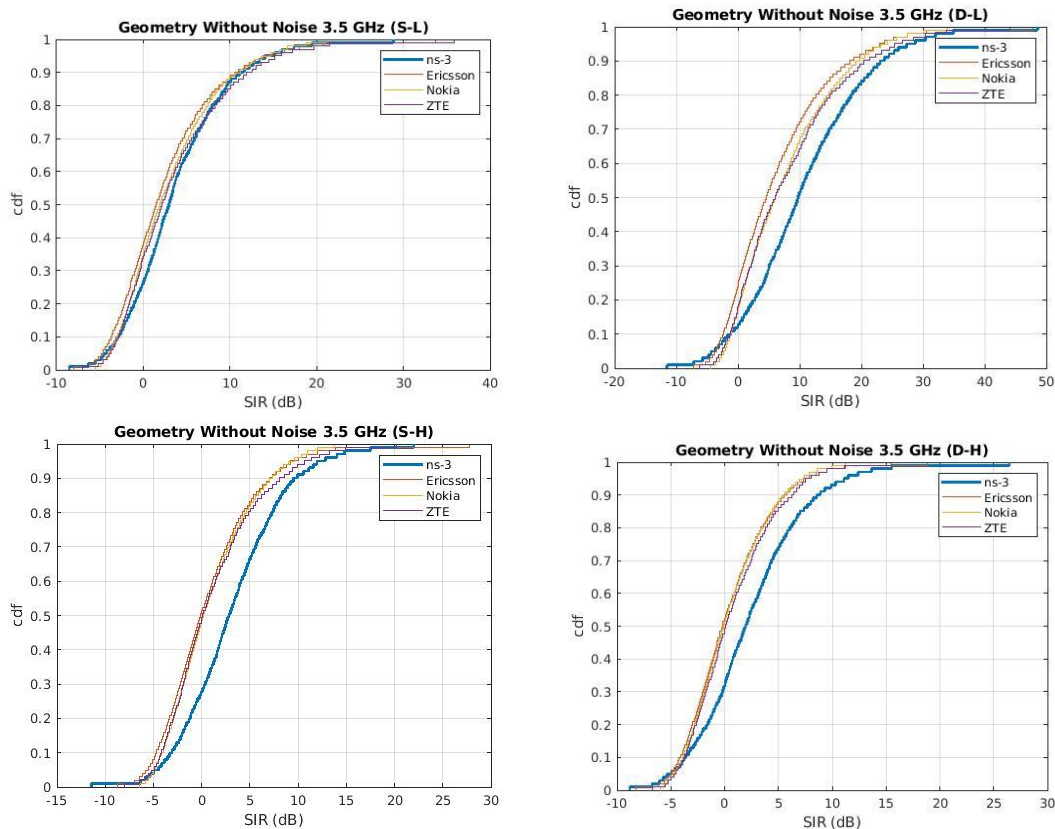 Geometry Without Noise 3.5 GHz (S-L)
1
0.9
0.8
0.7
0.6
0.5
0.4
0.3
0.2
0.1
0
cdf
-10 0 10 20 30 40
SIR (dB)
ns-3
Ericsson
Nokia
ZTE
Geometry Without Noise 3.5 GHz (D-L)
1
0.9
0.8
0.7
0.6
0.5
0.4
0.3
0.2
0.1
0
cdf
-20 -10 0 10 20 30 40 50
SIR (dB)
ns-3
Ericsson
Nokia
ZTE
Geometry Without Noise 3.5 GHz (S-H)
1
0.9
0.8
0.7
0.6
0.5
0.4
0.3
0.2
0.1
0
cdf
-15 -10 -5 0 5 10 15 20 25 30
SIR (dB)
ns-3
Ericsson
Nokia
ZTE
Geometry Without Noise 3.5 GHz (D-H)
1
0.9
0.8
0.7
0.6
0.5
0.4
0.3
0.2
0.1
0
cdf
-10 -5 0 5 10 15 20 25 30
SIR (dB)
ns-3
Ericsson
Nokia
ZTE